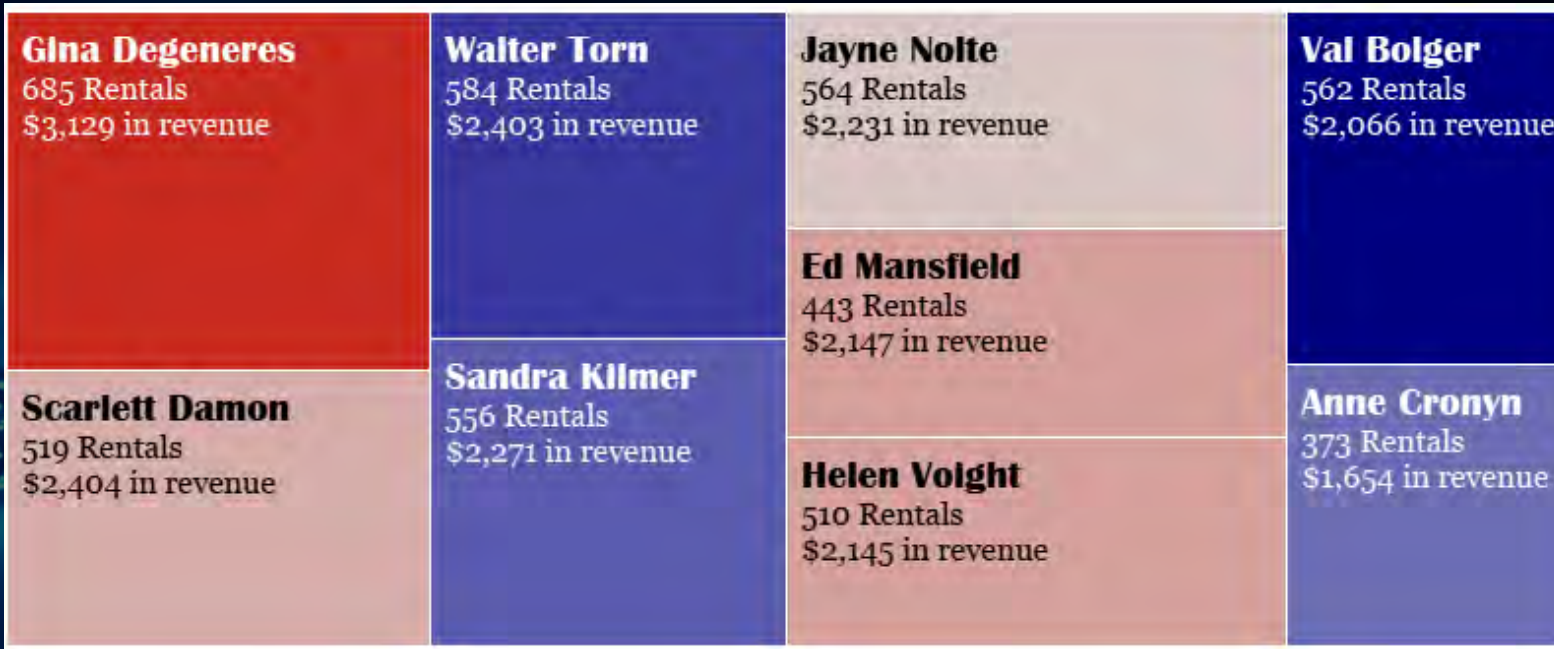 Gina Degeneres
685 Rentals
$3,129 in revenue
Scarlett Damon
519 Rentals
$2,404 in revenue
Walter Torn
584 Rentals
$2,403 in revenue
Sandra Kilmer
556 Rentals
$2,271 in revenue
Jayne Nolte
564 Rentals
$2,231 in revenue
Ed Mansfield
443 Rentals
$2,147 in revenue
Helen Voight
510 Rentals
$2,145 in revenue
Val Bolger
562 Rentals
$2,066 in revenue
Anne Cronyn
373 Rentals
$1,654 in revenue